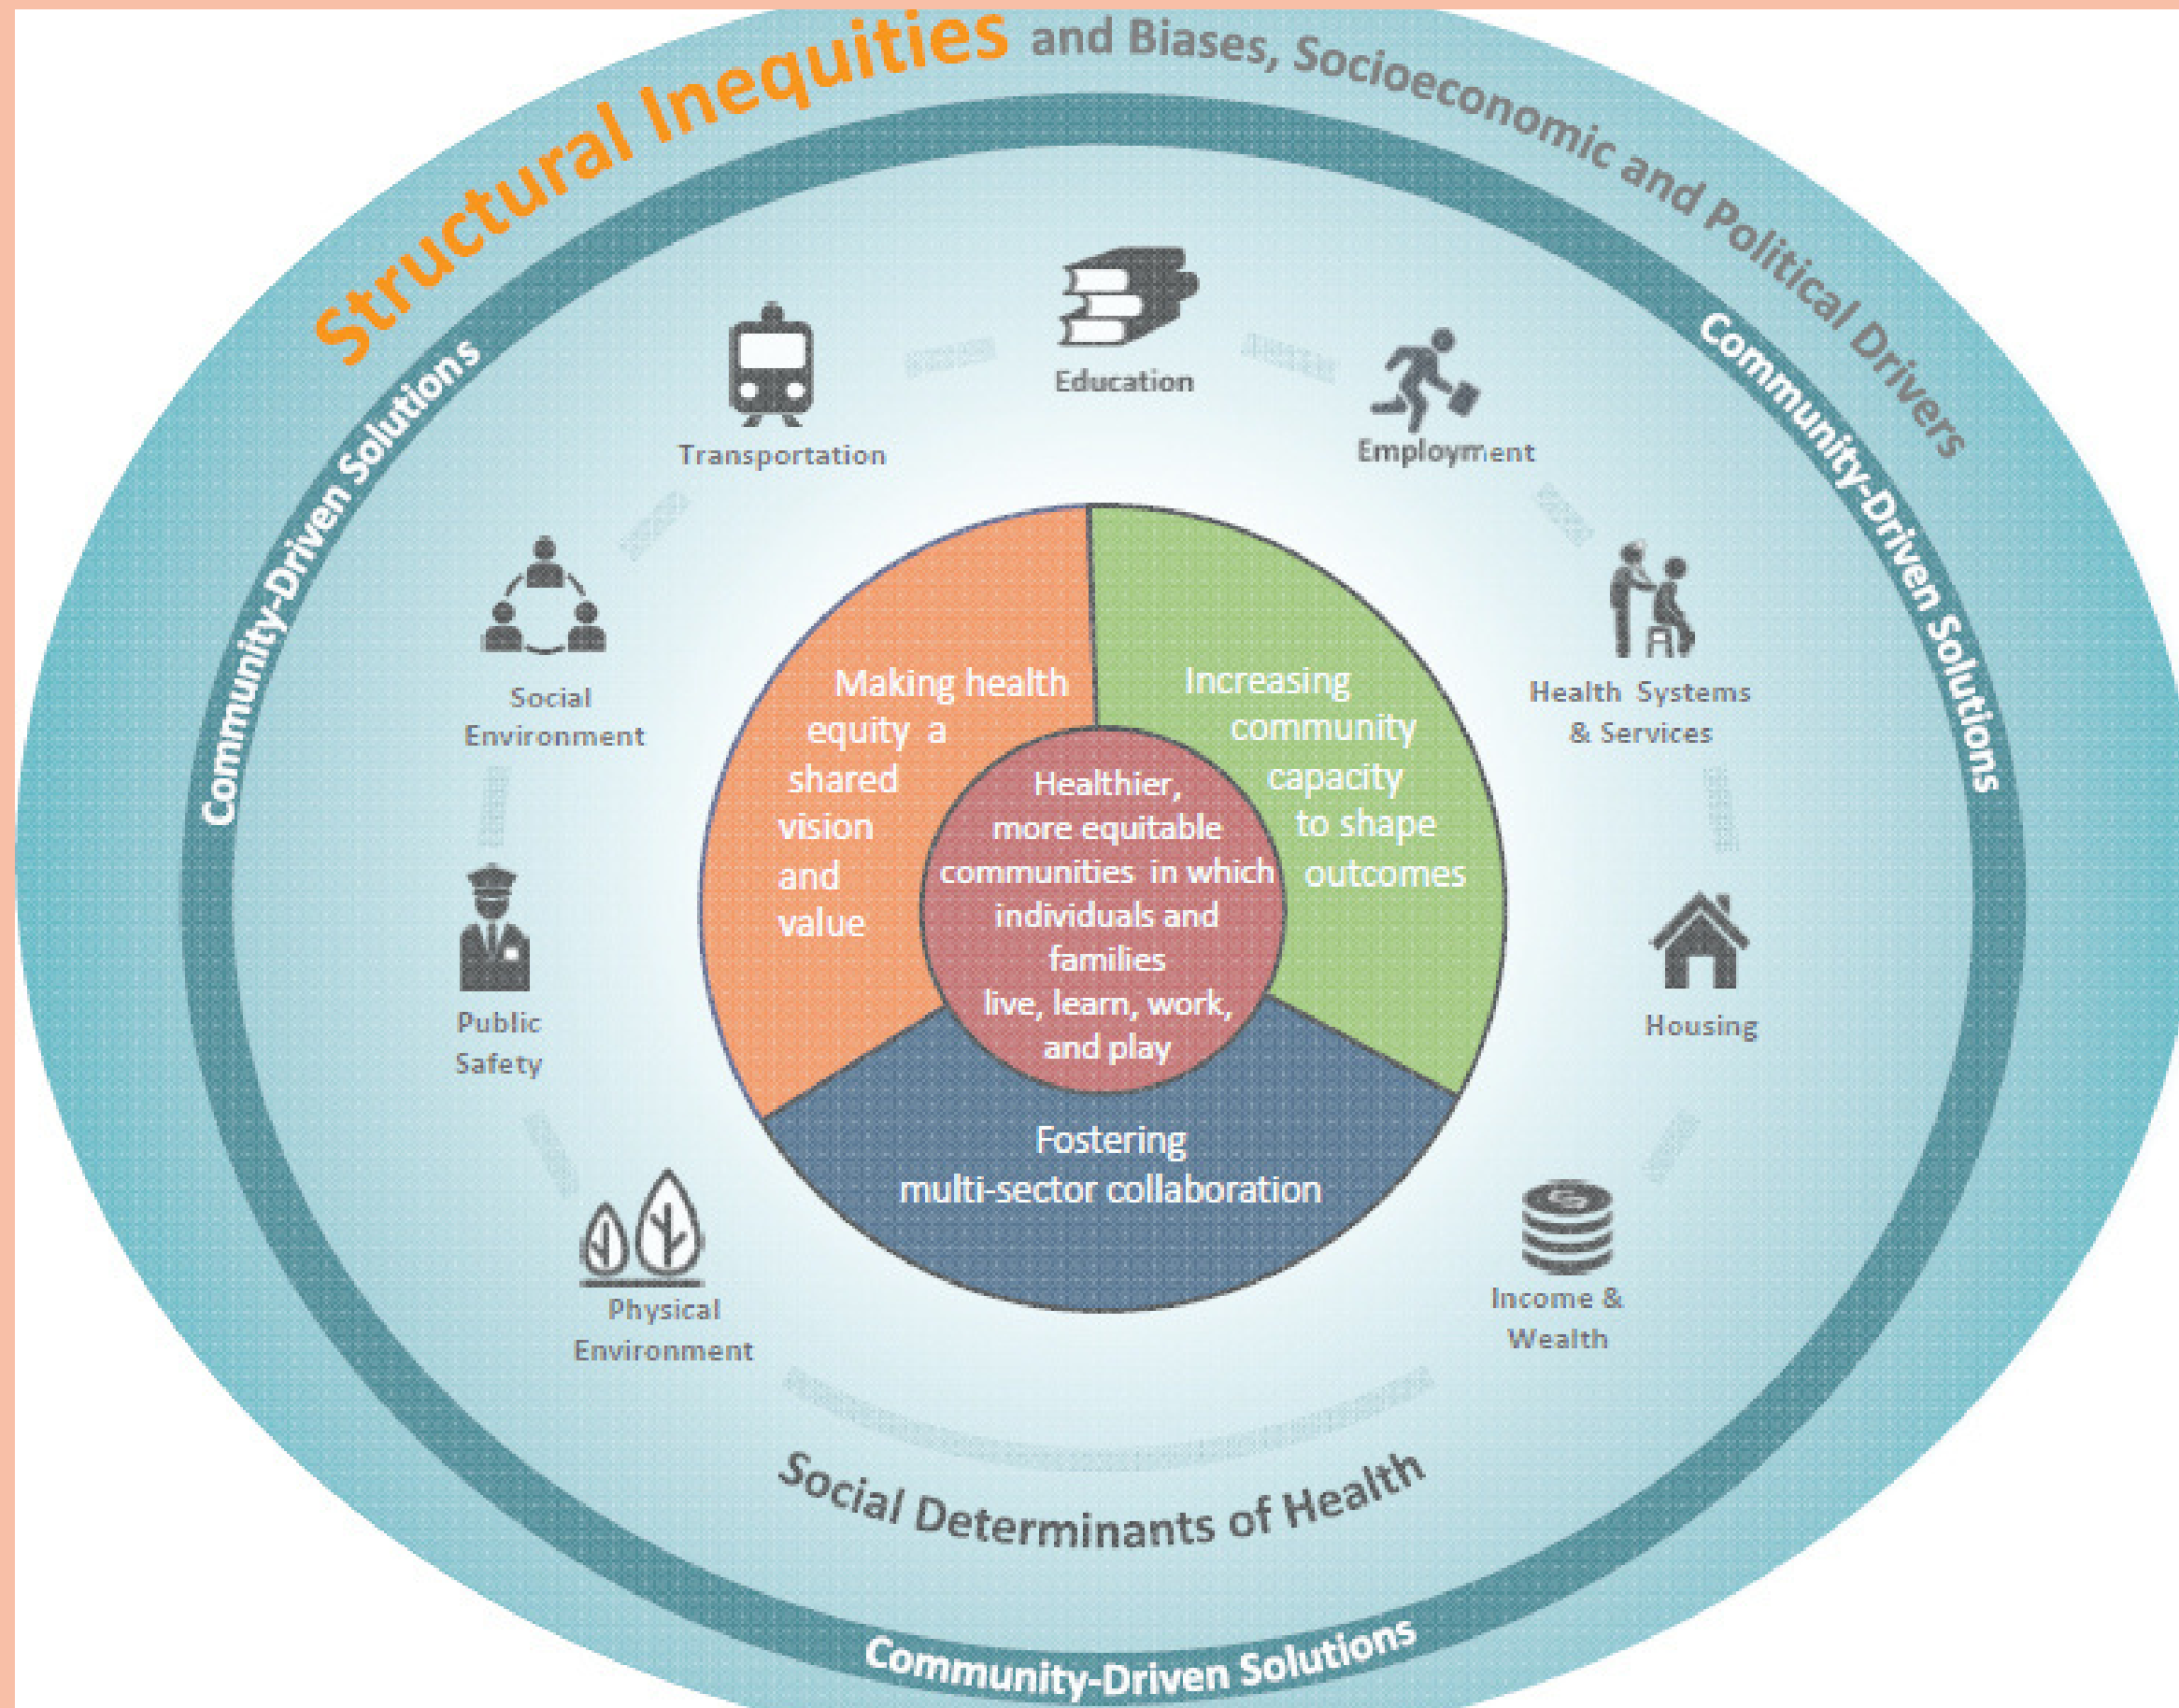 Structural Inequities and Biases, Socioeconomic and Political Drivers
Community-Driven Solutions
Community-Driven Solutions
Education
Transportation
Employment
Social
Environment
Health Systems
& Services
Public
Safety
Housing
Physical
Environment
Income &
Wealth
Making health
equity a
shared
vision
and
value
Increasing
community
capacity
to shape
outcomes
Healthier,
more equitable
communities in which
individuals and
families
live, learn, work,
and play
Fostering
multi-sector collaboration
Social Determinants of Health
Community-Driven Solutions